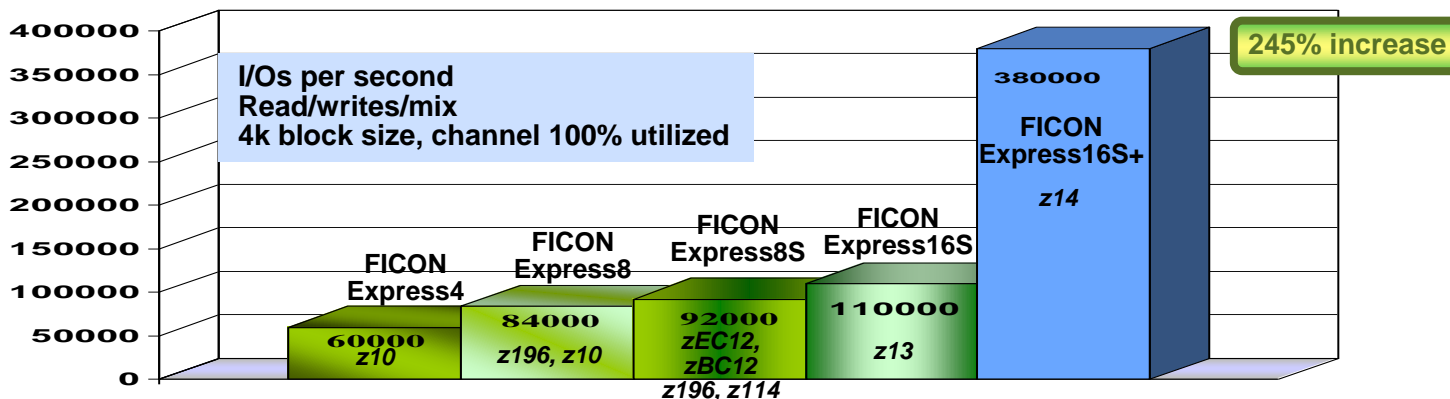 400000
350000
300000
250000
200000
150000
100000
50000
0
I/Os per second
Read/writes/mix
4k block size, channel 100% utilized
245% increase
FICON
Express4
60000
z10
FICON
Express8
84000
z196, z10
FICON
Express8S
92000
zEC12,
zBC12
z196, z114
FICON
Express16S
110000
z13
380000
FICON
Express16S+
z14